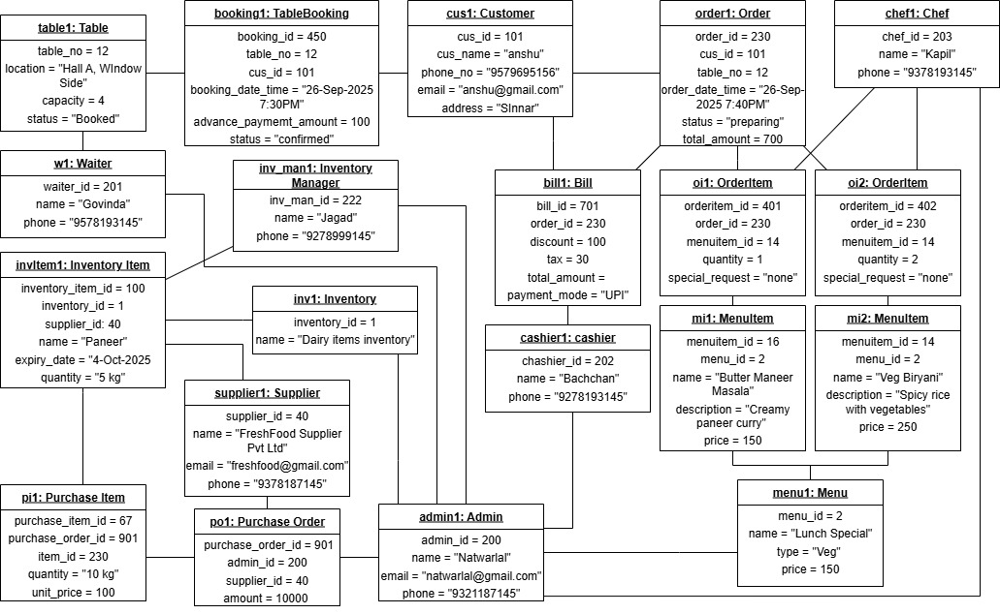 table1: Table
table_no = 12
location = "Hall A, WIndow
Side"
capacity = 4
status = "Booked"
booking1: TableBooking
booking_id = 450
table_no = 12
cus_id = 101
booking_date_time = "26-Sep-2025
7:30PM"
advance_paymemt_amount = 100
status = "confirmed"
cus1: Customer
cus_id = 101
cus_name = "anshu"
phone_no = "9579695156"
email = "anshu@gmail.com"
address = "SInnar"
order1: Order
order_id = 230
cus_id = 101
table_no = 12
order_date_time = "26-Sep-
2025 7:40PM"
status = "preparing"
total_amount = 700
chef1: Chef
chef_id = 203
name = "Kapil"
phone = "9378193145"
w1: Waiter
waiter_id = 201
name = "Govinda"
phone = "9578193145"
inv_man1: Inventory
Manager
inv_man_id = 222
name = "Jagad"
phone = "9278999145"
bill1: Bill
bill_id = 701
order_id = 230
discount = 100
tax = 30
total_amount =
payment_mode = "UPI"
oi1: OrderItem
orderitem_id = 401
order_id = 230
menuitem_id = 14
quantity = 1
special_request = "none"
oi2: OrderItem
orderitem_id = 402
order_id = 230
menuitem_id = 14
quantity = 2
special_request = "none"
invItem1: Inventory Item
inventory_item_id = 100
inventory_id = 1
supplier_id: 40
name = "Paneer"
expiry_date = "4-Oct-2025
quantity = "5 kg"
inv1: Inventory
inventory_id = 1
name = "Dairy items inventory"
cashier1: cashier
chashier_id = 202
name = "Bachchan"
phone = "9278193145"
mi1: MenuItem
menuitem_id = 16
menu_id = 2
name = "Butter Maneer
Masala"
description = "Creamy
paneer curry"
price = 150
mi2: MenuItem
menuitem_id = 14
menu_id = 2
name = "Veg Biryani"
description = "Spicy rice
with vegetables"
price = 250
supplier1: Supplier
supplier_id = 40
name = "FreshFood Supplier
Pvt Ltd"
email = "freshfood@gmail.com"
phone = "9378187145"
pi1: Purchase Item
purchase_item_id = 67
purchase_order_id = 901
item_id = 230
quantity = "10 kg"
unit_price = 100
po1: Purchase Order
purchase_order_id = 901
admin_id = 200
supplier_id = 40
amount = 10000
admin1: Admin
admin_id = 200
name = "Natwarlal"
email = "natwarlal@gmail.com"
phone = "9321187145"
menu1: Menu
menu_id = 2
name = "Lunch Special"
type = "Veg"
price = 150